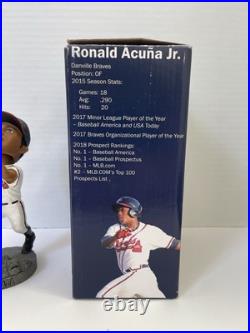 Ronald Acuña Jr.
Danville Braves
Position: OF
2015 Season Stats:
Games: 18
Avg: .290
Hits: 20
2017 Minor League Player of the Year
– Baseball America and USA Today
2017 Braves Organizational Player of the Year
2018 Prospect Rankings:
No. 1 – Baseball America
No. 1 – Baseball Prospectus
No. 1 – MLB.com
#2 – MLB.COM's Top 100
Prospects List ,
Braves